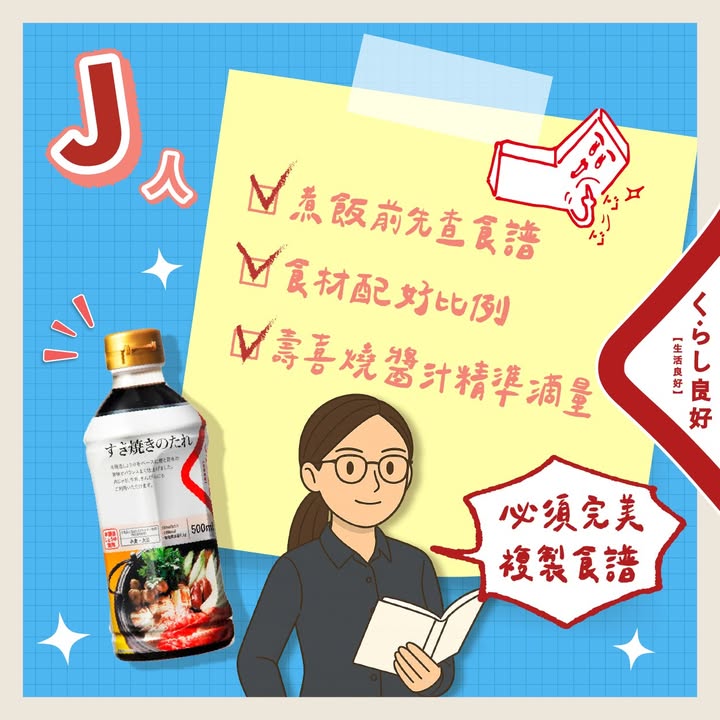 J人
煮飯前先查食譜
食材配好比例
壽喜燒醬汁精準滴量
くらし良好
【生活良好】
すき焼きのたれ
500ml
必須完美
複製食譜